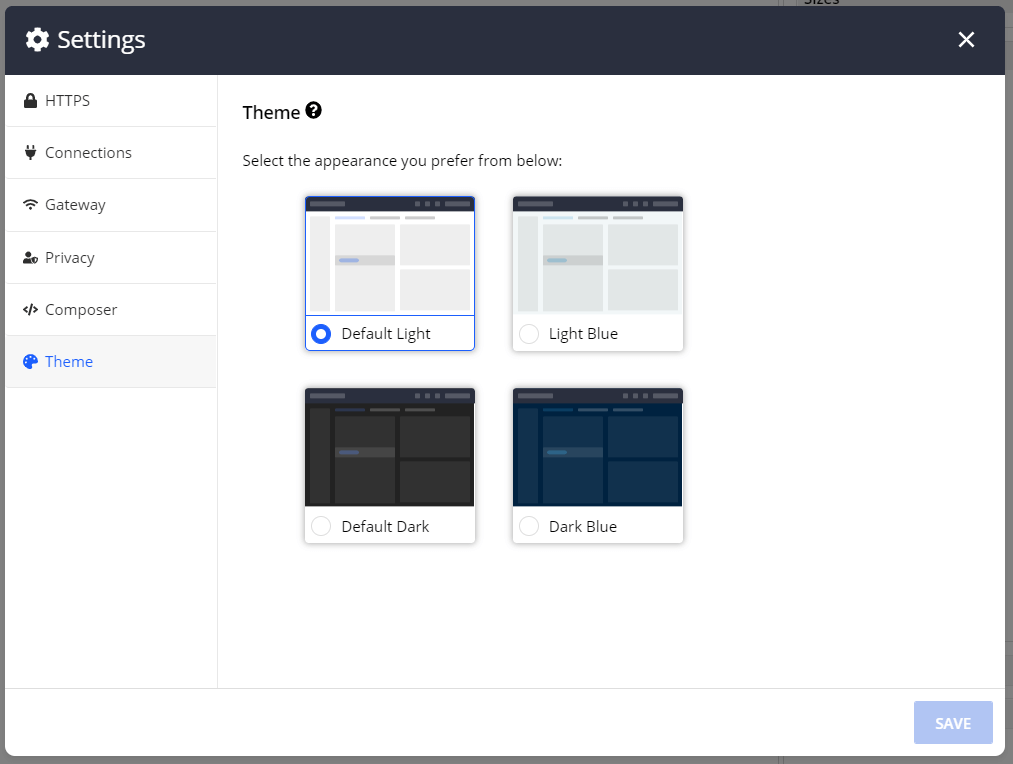 Settings
HTTPS
Connections
Gateway
Privacy
Composer
Theme
Theme
Select the appearance you prefer from below:
Default Light
Light Blue
Default Dark
Dark Blue
SAVE